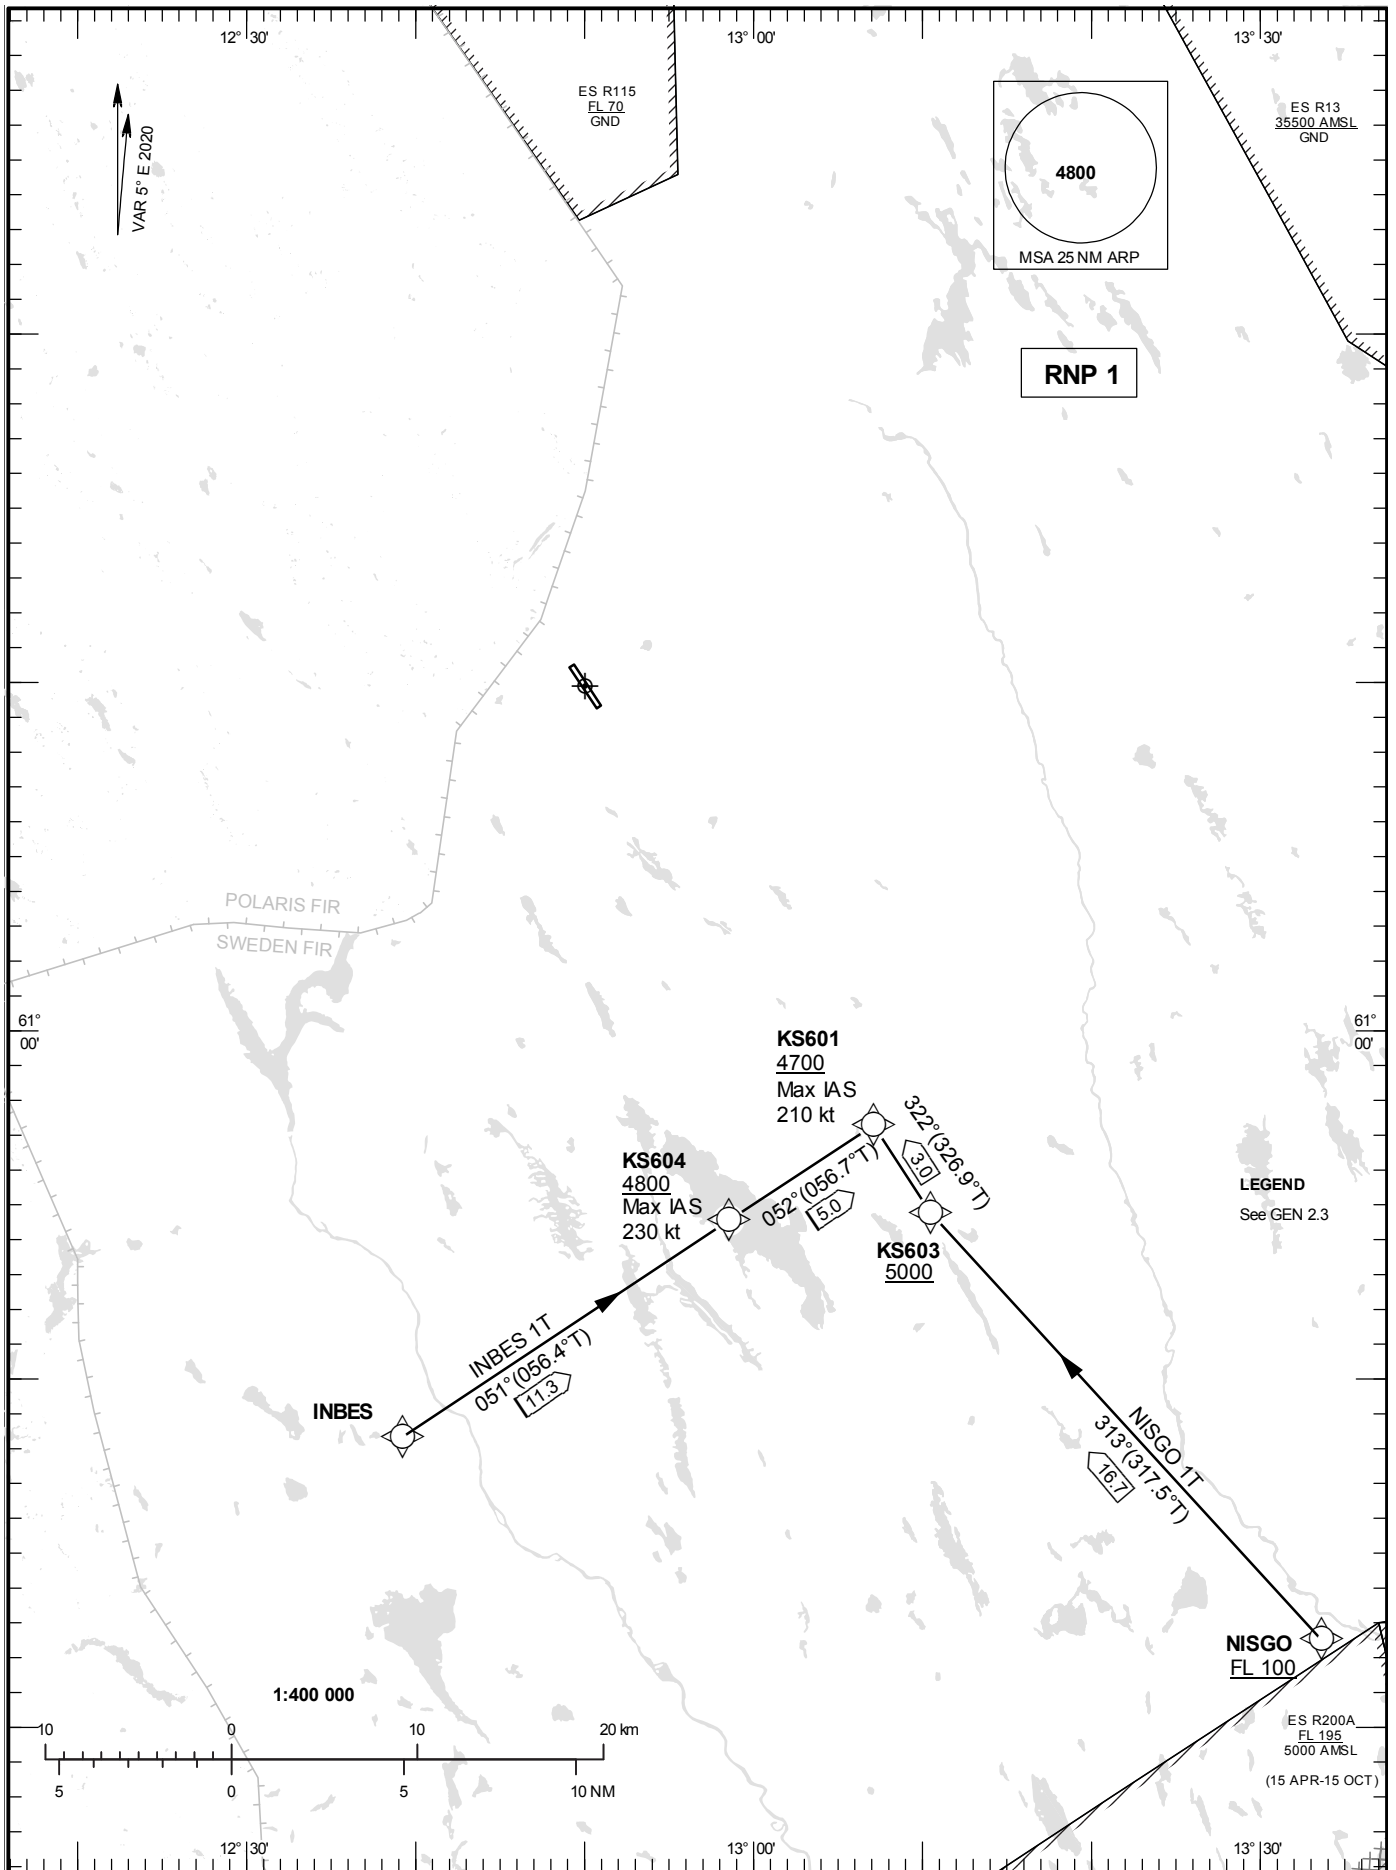 12° 30'
13° 00'
13° 30'
VAR 5° E 2020
ES R115
FL 70
GND
4800
MSA 25 NM ARP
ES R13
35500 AMSL
GND
RNP 1
POLARIS FIR
SWEDEN FIR
61°
00'
61°
00'
KS601
4700
Max IAS
210 kt
322°(326.9°T)
3.0
KS604
4800
Max IAS
230 kt
052°(056.7°T)
5.0
LEGEND
See GEN 2.3
KS603
5000
INBES 1T
051°(056.4°T)
11.3
INBES
NISGO 1T
313°(317.5°T)
16.7
NISGO
FL 100
1:400 000
10
0
10
20 km
5
0
5
10 NM
ES R200A
FL 195
5000 AMSL
(15 APR-15 OCT)
12° 30'
13° 00'
13° 30'